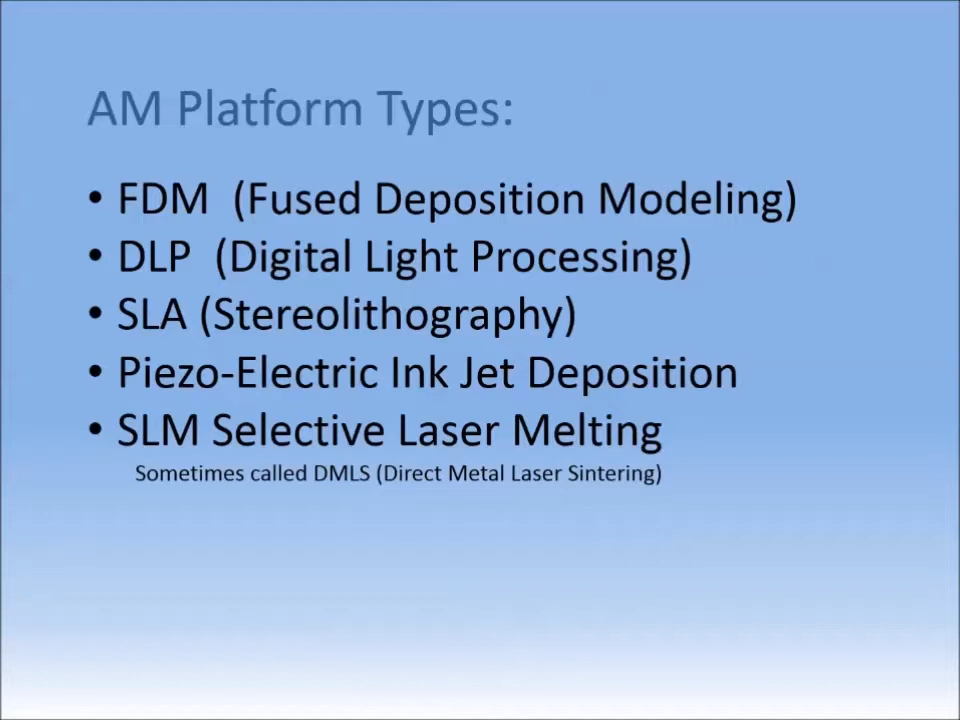 AM Platform Types:
• FDM  (Fused Deposition Modeling)
• DLP  (Digital Light Processing)
• SLA (Stereolithography)
• Piezo-Electric Ink Jet Deposition
• SLM Selective Laser Melting
Sometimes called DMLS (Direct Metal Laser Sintering)